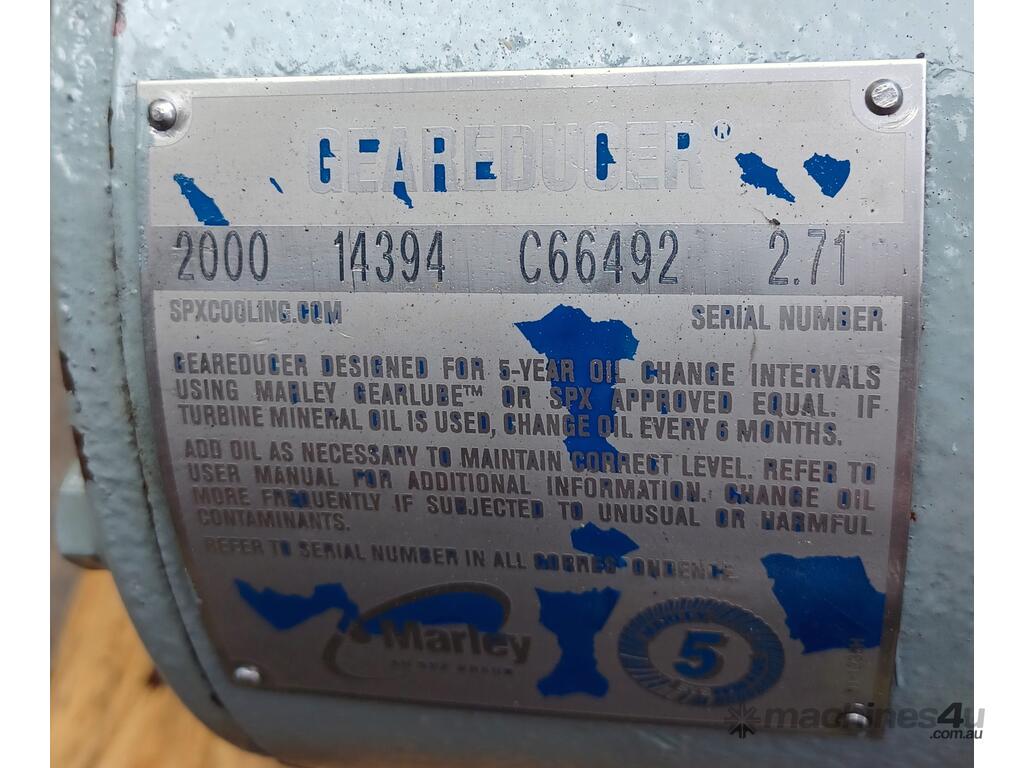 GEAREDUCER®
2000 14394 C66492 2.71
SPXCOOLING.COM SERIAL NUMBER
GEAREDUCER DESIGNED FOR 5-YEAR OIL CHANGE INTERVALS
USING MARLEY GEARLUBE™ OR SPX APPROVED EQUAL. IF
TURBINE MINERAL OIL IS USED, CHANGE OIL EVERY 6 MONTHS.
ADD OIL AS NECESSARY TO MAINTAIN CORRECT LEVEL. REFER TO
USER MANUAL FOR ADDITIONAL INFORMATION. CHANGE OIL
MORE FREQUENTLY IF SUBJECTED TO UNUSUAL OR HARMFUL
CONTAMINANTS.
REFER TO SERIAL NUMBER IN ALL
Marley
AN SPX BRAND
5
machines4u
.com.au